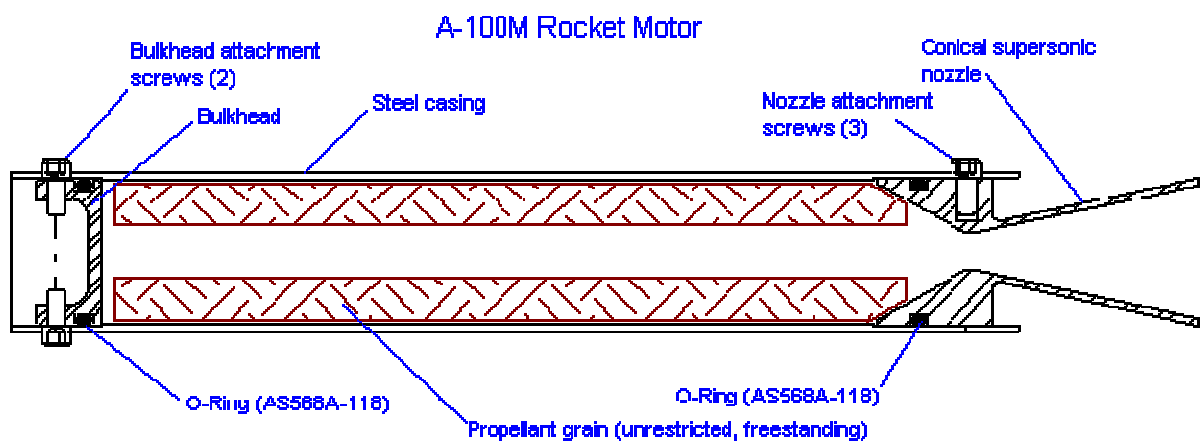 A-100M Rocket Motor
Bulkhead attachment
screws (2)
Bulkhead
Steel casing
Nozzle attachment
screws (3)
Conical supersonic
nozzle
O-Ring (AS568A-118)
O-Ring (AS568A-118)
Propellant grain (unrestricted, freestanding)